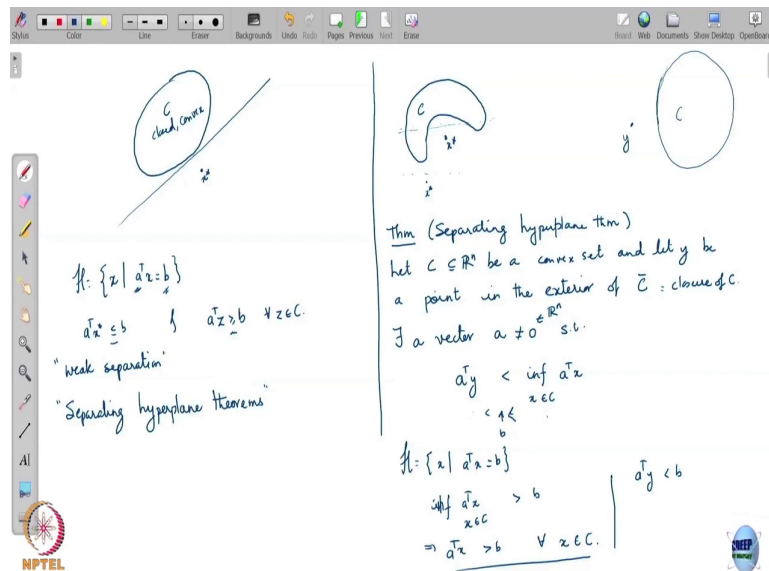 Stylus
Color
Line
Eraser
Backgrounds
Undo Redo
Pages Previous Next
Erase
Board Web Documents Show Desktop OpenBoard
C
closed, convex
x*
H: {x | aᵀx = b}
aᵀx* ≤ b & aᵀz ≥ b ∀ z ∈ C.
"weak separation"
"Separating hyperplane theorems"
C
x*
x*
y
C
Thm (Separating hyperplane thm)
Let C ⊆ ℝⁿ be a convex set and let y be
a point in the exterior of C̄ : closure of C.
∃ a vector a ≠ 0 ∈ ℝⁿ s.t.
aᵀy < inf aᵀx
x ∈ C
b
H = {x | aᵀx = b}
inf aᵀx > b
x ∈ C
⇒ aᵀx > b ∀ x ∈ C.
aᵀy < b
AI
NPTEL